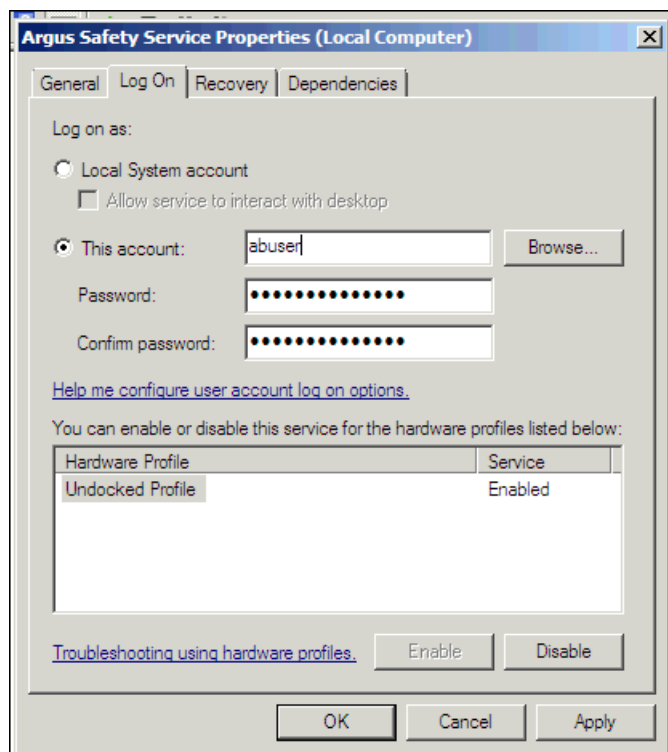 Argus Safety Service Properties (Local Computer)
General Log On Recovery Dependencies
Log on as:
Local System account
Allow service to interact with desktop
This account: abuser Browse...
Password: ••••••••••••••
Confirm password: ••••••••••••••
Help me configure user account log on options.
You can enable or disable this service for the hardware profiles listed below:
Hardware Profile Service
Undocked Profile Enabled
Troubleshooting using hardware profiles. Enable Disable
OK Cancel Apply